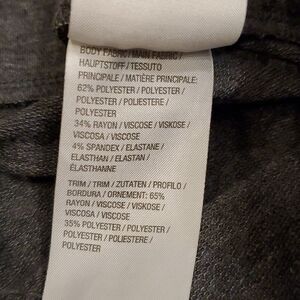 BODY FABRIC / MAIN FABRIC /
HAUPTSTOFF / TESSUTO
PRINCIPALE / MATIÈRE PRINCIPALE:
62% POLYESTER / POLYESTER /
POLYESTER / POLIESTERE /
POLYESTER
34% RAYON / VISCOSE / VISKOSE /
VISCOSA / VISCOSE
4% SPANDEX / ELASTANE /
ELASTHAN / ELASTAN /
ÉLASTHANNE
TRIM / TRIM / ZUTATEN / PROFILO /
BORDURA / ORNEMENT: 65%
RAYON / VISCOSE / VISKOSE /
VISCOSA / VISCOSE
35% POLYESTER / POLYESTER /
POLYESTER / POLIESTERE /
POLYESTER